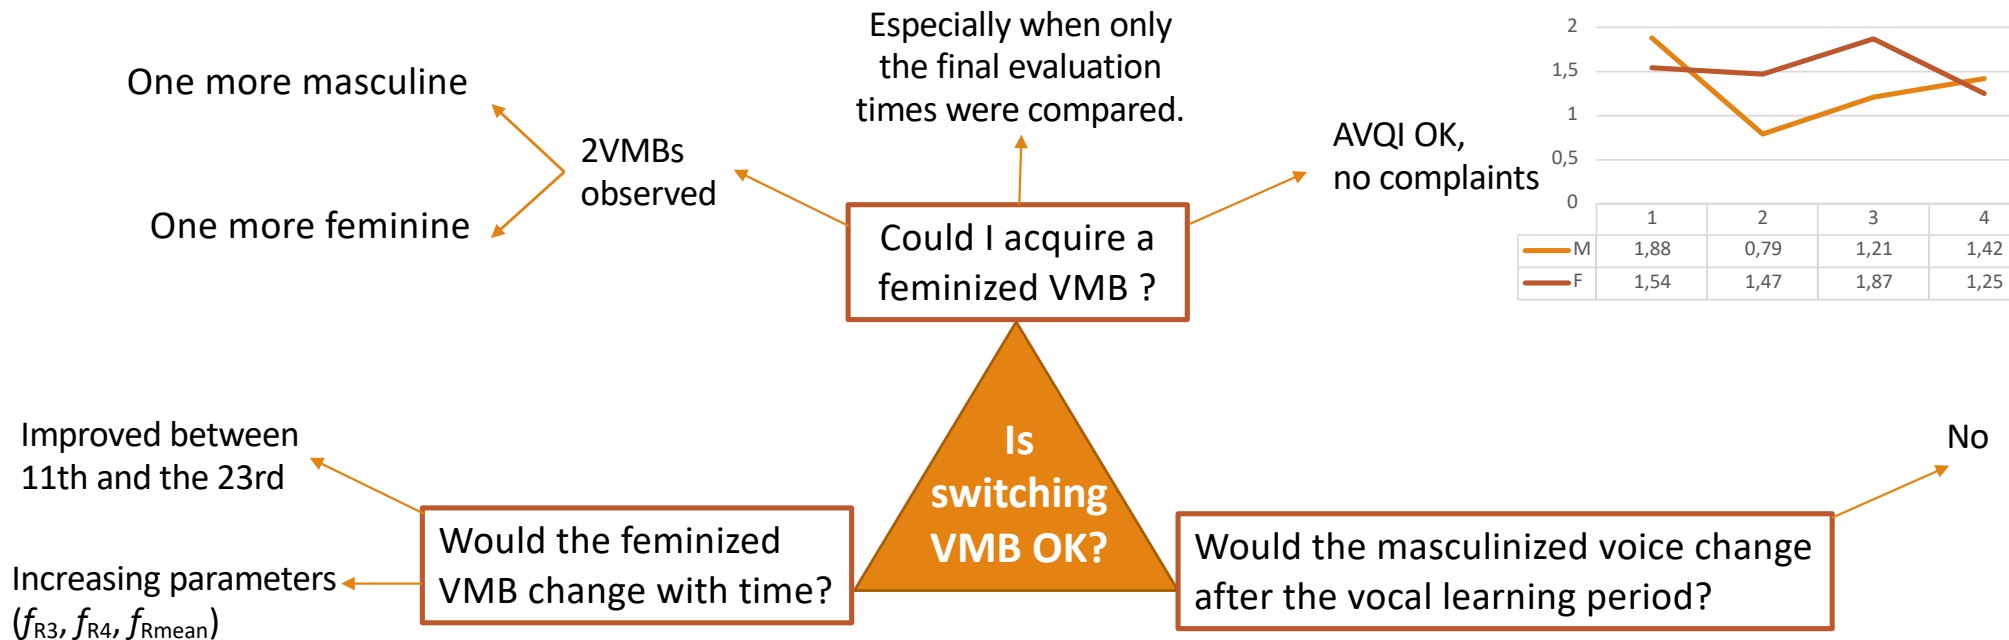 One more masculine
One more feminine
2VMBs
observed
Especially when only
the final evaluation
times were compared.
AVQI OK,
no complaints
Could I acquire a
feminized VMB ?
2
1,5
1
0,5
0
1 2 3 4
M 1,88 0,79 1,21 1,42
F 1,54 1,47 1,87 1,25
Is
switching
VMB OK?
Improved between
11th and the 23rd
Increasing parameters
(fR3, fR4, fRmean)
Would the feminized
VMB change with time?
Would the masculinized voice change
after the vocal learning period?
No